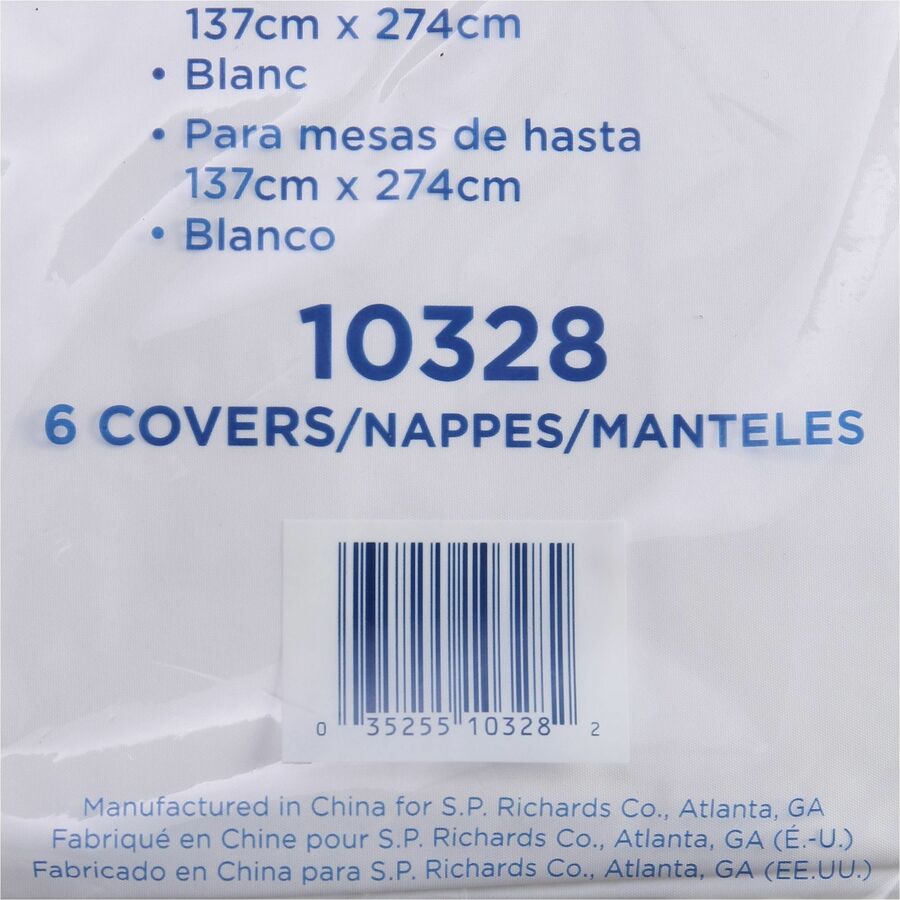 137cm x 274cm
• Blanc
• Para mesas de hasta
137cm x 274cm
• Blanco
10328
6 COVERS/NAPPES/MANTELES
0 35255 10328 2
Manufactured in China for S.P. Richards Co., Atlanta, GA
Fabriqué en Chine pour S.P. Richards Co., Atlanta, GA (É.-U.)
Fabricado en China para S.P. Richards Co., Atlanta, GA (EE.UU.)